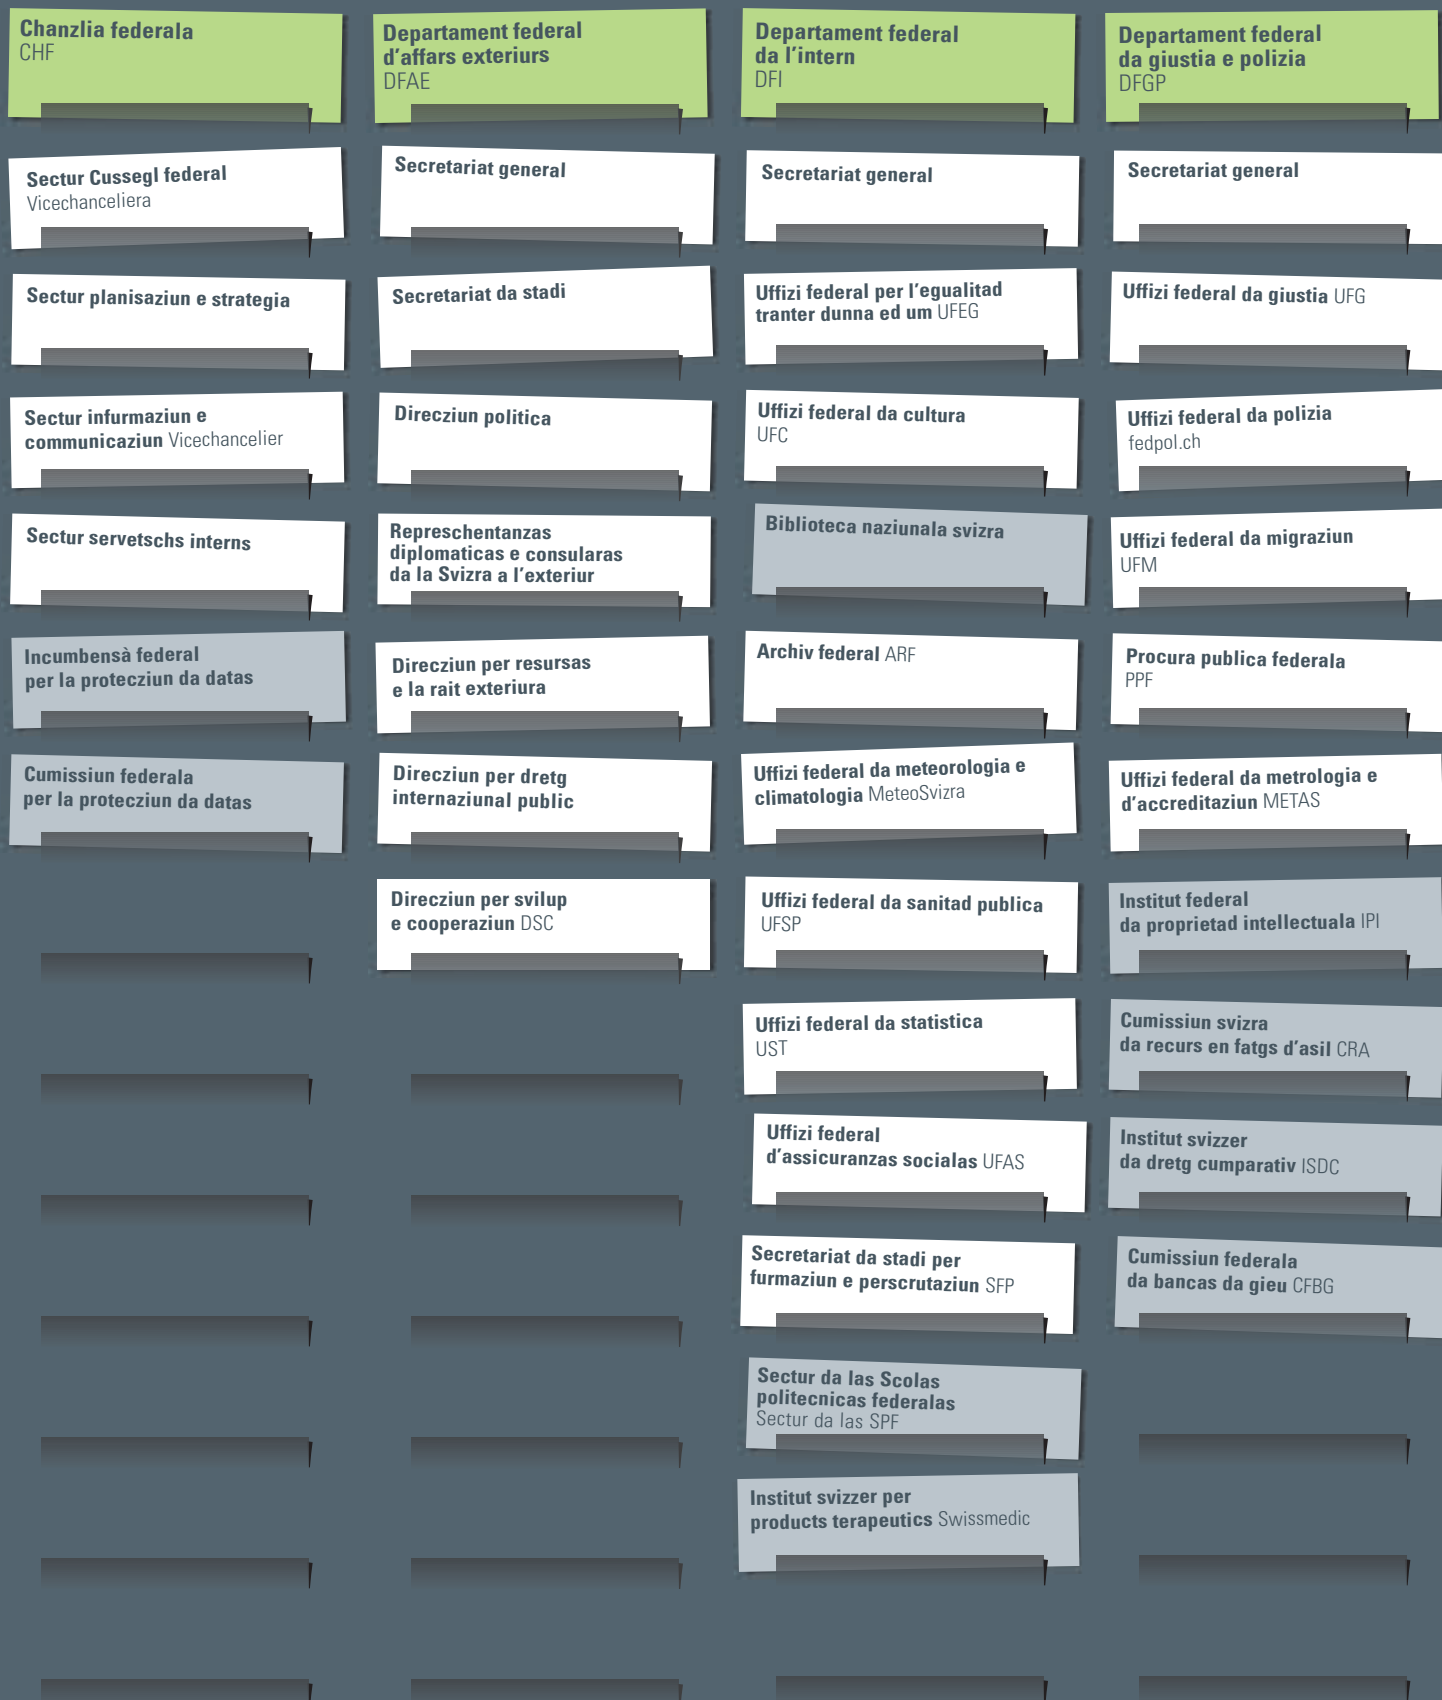 Chanzlia federala
CHF
Sectur Cussegl federal
Vicechanceliera
Sectur planisaziun e strategia
Sectur infurmaziun e
communicaziun Vicechancelier
Sectur servetschs interns
Incumbensà federal
per la protecziun da datas
Cumissiun federala
per la protecziun da datas
Departament federal
d’affars exteriurs
DFAE
Secretariat general
Secretariat da stadi
Direcziun politica
Represchentanzas
diplomaticas e consularas
da la Svizra a l’exteriur
Direcziun per resursas
e la rait exteriura
Direcziun per dretg
internaziunal public
Direcziun per svilup
e cooperaziun DSC
Departament federal
da l’intern
DFI
Secretariat general
Uffizi federal per l’egualitad
tranter dunna ed um UFEG
Uffizi federal da cultura
UFC
Biblioteca naziunala svizra
Archiv federal ARF
Uffizi federal da meteorologia e
climatologia MeteoSvizra
Uffizi federal da sanitad publica
UFSP
Uffizi federal da statistica
UST
Uffizi federal
d’assicuranzas socialas UFAS
Secretariat da stadi per
furmaziun e perscrutaziun SFP
Sectur da las Scolas
politecnicas federalas
Sectur da las SPF
Institut svizzer per
products terapeutics Swissmedic
Departament federal
da giustia e polizia
DFGP
Secretariat general
Uffizi federal da giustia UFG
Uffizi federal da polizia
fedpol.ch
Uffizi federal da migraziun
UFM
Procura publica federala
PPF
Uffizi federal da metrologia e
d’accreditaziun METAS
Institut federal
da proprietad intellectuala IPI
Cumissiun svizra
da recurs en fatgs d’asil CRA
Institut svizzer
da dretg cumparativ ISDC
Cumissiun federala
da bancas da gieu CFBG